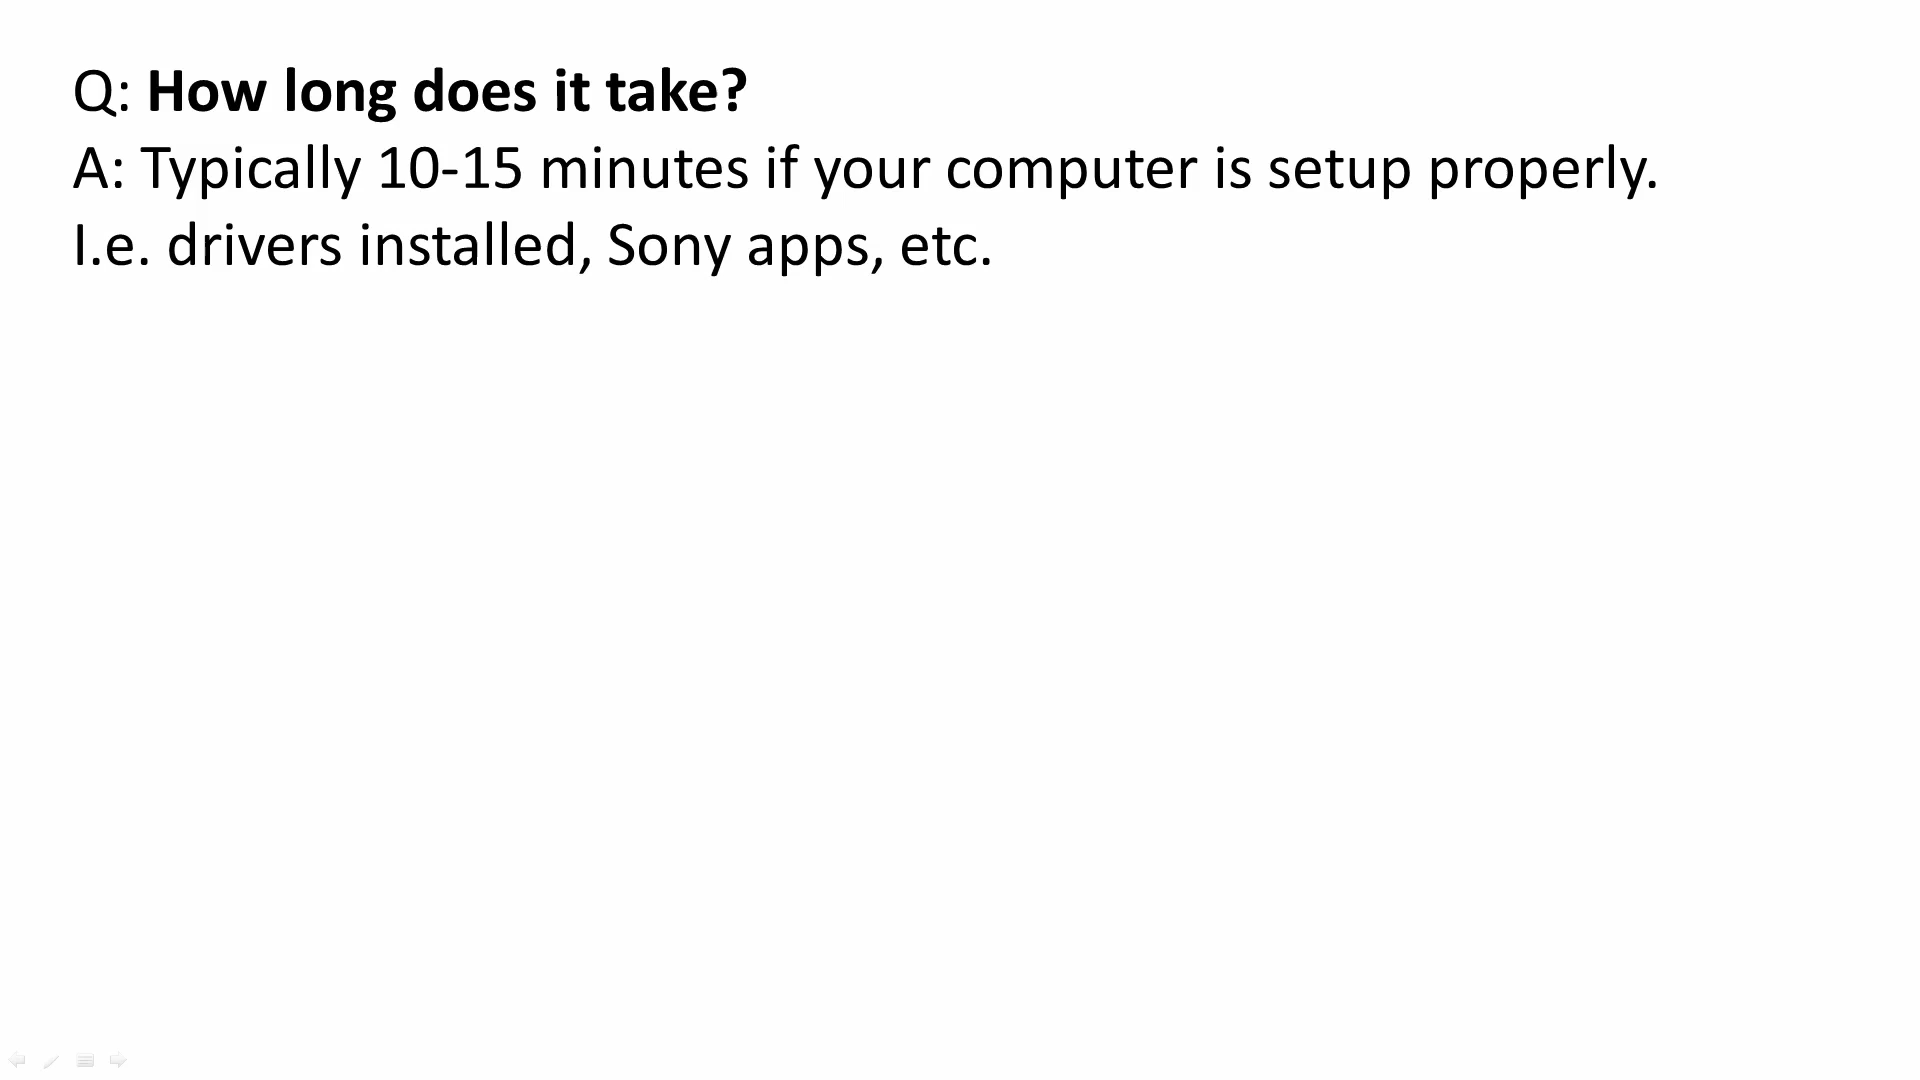 Q: How long does it take?
A: Typically 10-15 minutes if your computer is setup properly.
I.e. drivers installed, Sony apps, etc.